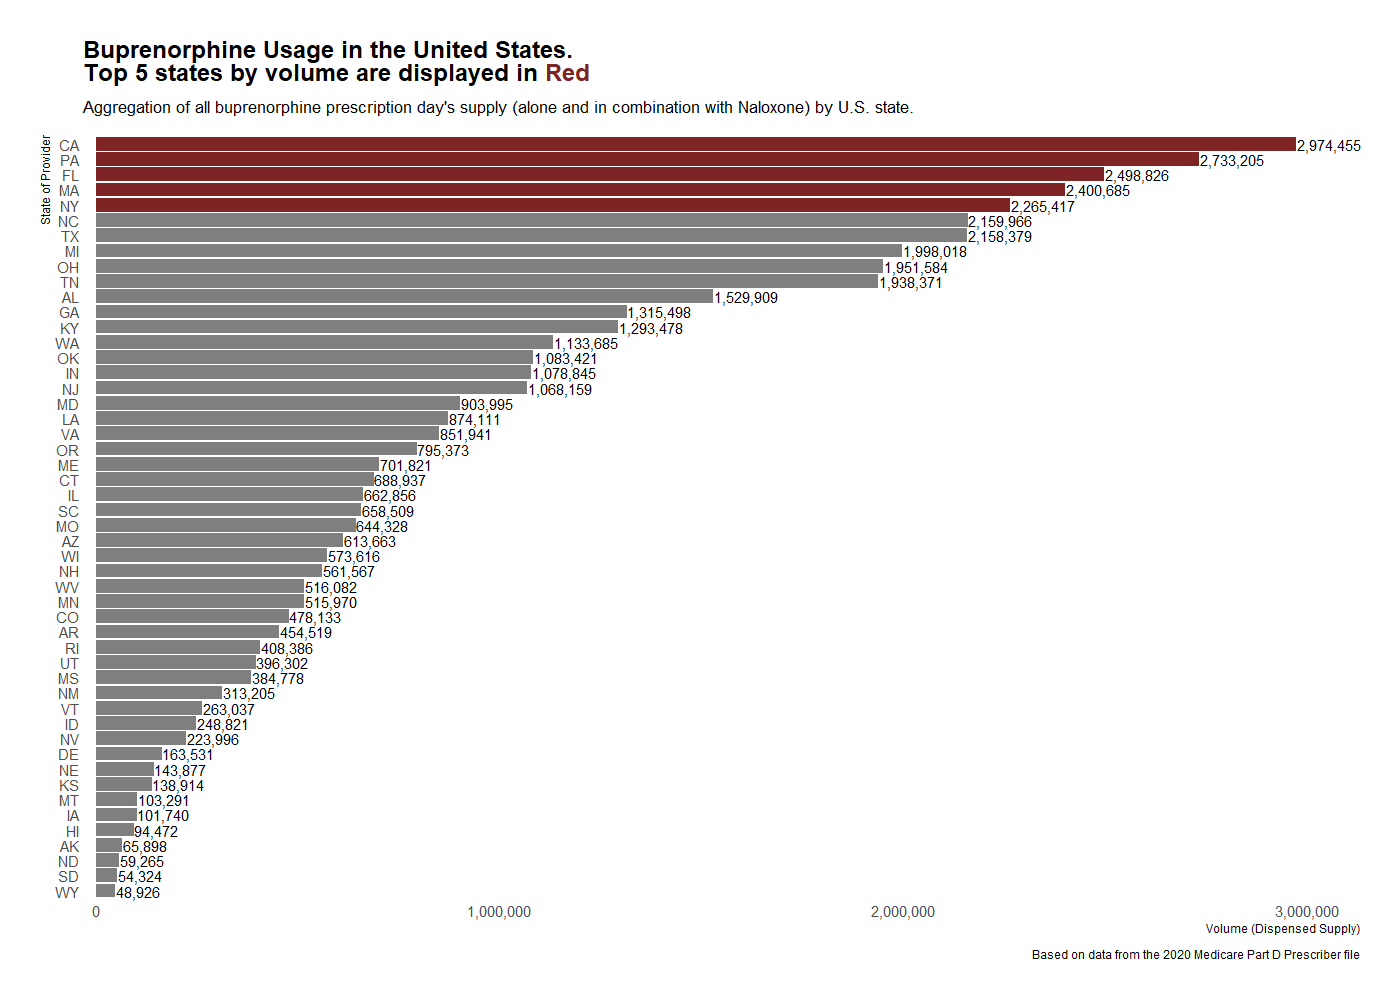 Buprenorphine Usage in the United States.
Top 5 states by volume are displayed in Red
Aggregation of all buprenorphine prescription day's supply (alone and in combination with Naloxone) by U.S. state.
State of Provider
CA 2,974,455
PA 2,733,205
FL 2,498,826
MA 2,400,685
NY 2,265,417
NC 2,159,966
TX 2,158,379
MI 1,998,018
OH 1,951,584
TN 1,938,371
AL 1,529,909
GA 1,315,498
KY 1,293,478
WA 1,133,685
OK 1,083,421
IN 1,078,845
NJ 1,068,159
MD 903,995
LA 874,111
VA 851,941
OR 795,373
ME 701,821
CT 688,937
IL 662,856
SC 658,509
MO 644,328
AZ 613,663
WI 573,616
NH 561,567
WV 516,082
MN 515,970
CO 478,133
AR 454,519
RI 408,386
UT 396,302
MS 384,778
NM 313,205
VT 263,037
ID 248,821
NV 223,996
DE 163,531
NE 143,877
KS 138,914
MT 103,291
IA 101,740
HI 94,472
AK 65,898
ND 59,265
SD 54,324
WY 48,926
0 1,000,000 2,000,000 3,000,000
Volume (Dispensed Supply)
Based on data from the 2020 Medicare Part D Prescriber file